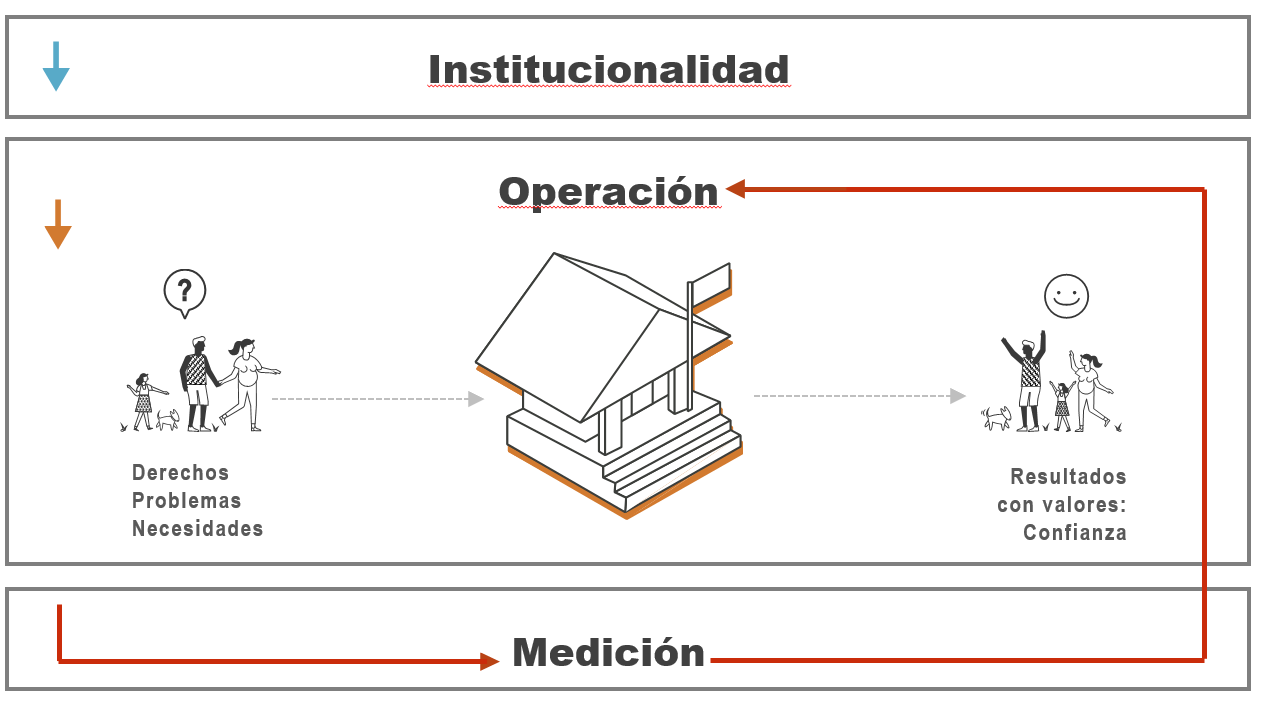 Institucionalidad
Operación
?
Derechos
Problemas
Necesidades
Resultados
con valores:
Confianza
Medición